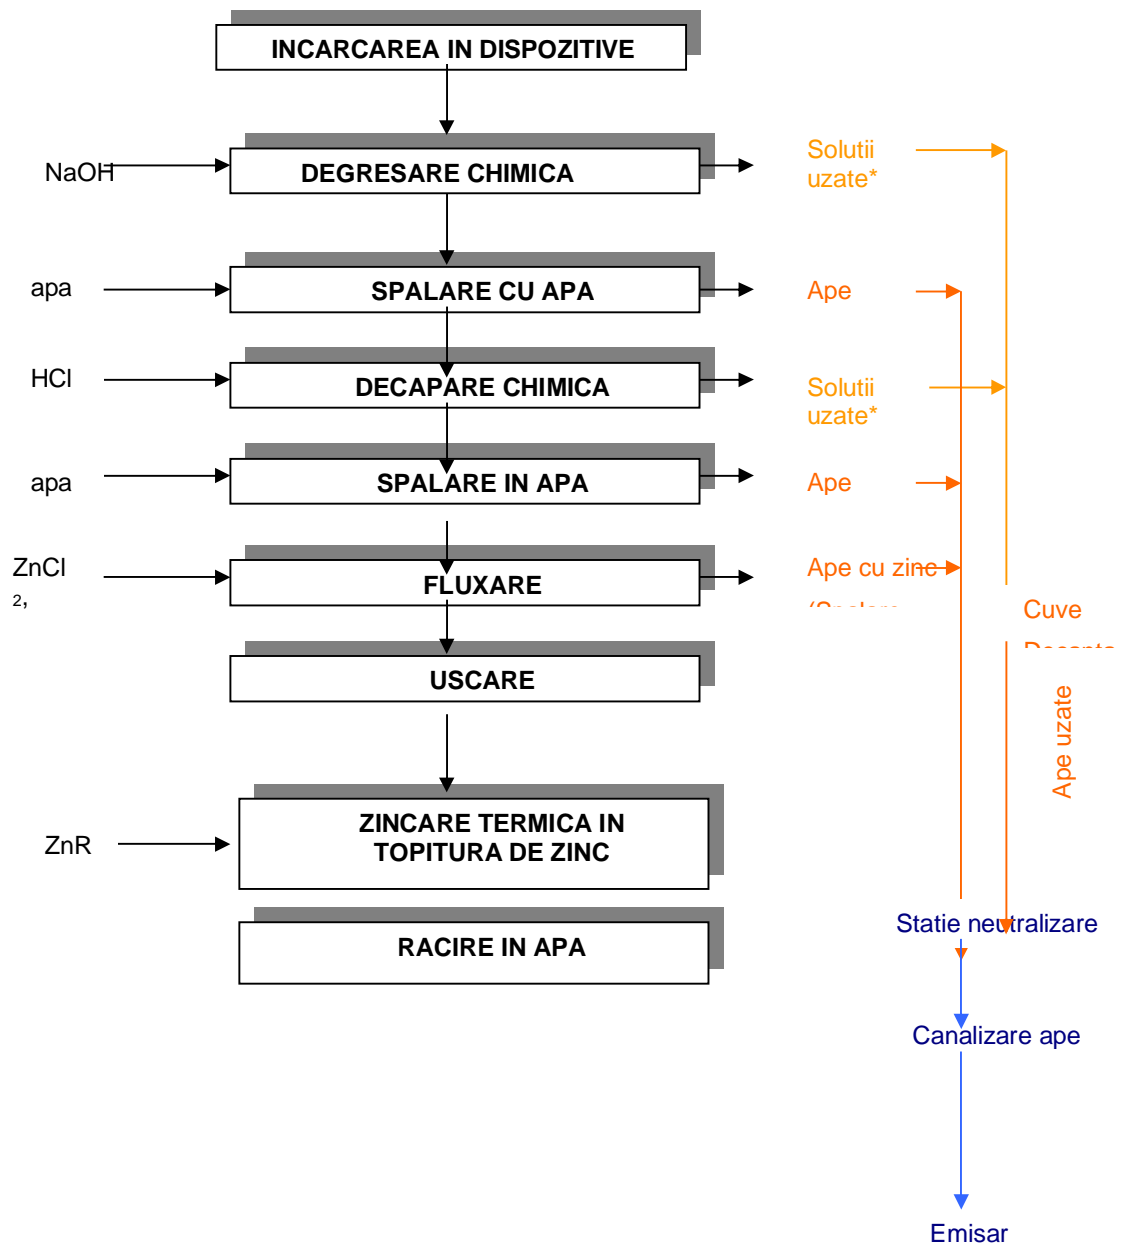 INCARCAREA IN DISPOZITIVE
NaOH
DEGRESARE CHIMICA
Solutii
uzate*
apa
SPALARE CU APA
Ape
HCl
DECAPARE CHIMICA
Solutii
uzate*
apa
SPALARE IN APA
Ape
ZnCl
2,
FLUXARE
Ape cu zinc
Cuve
USCARE
Ape uzate
ZnR
ZINCARE TERMICA IN
TOPITURA DE ZINC
RACIRE IN APA
Statie neutralizare
Canalizare ape
Emisar